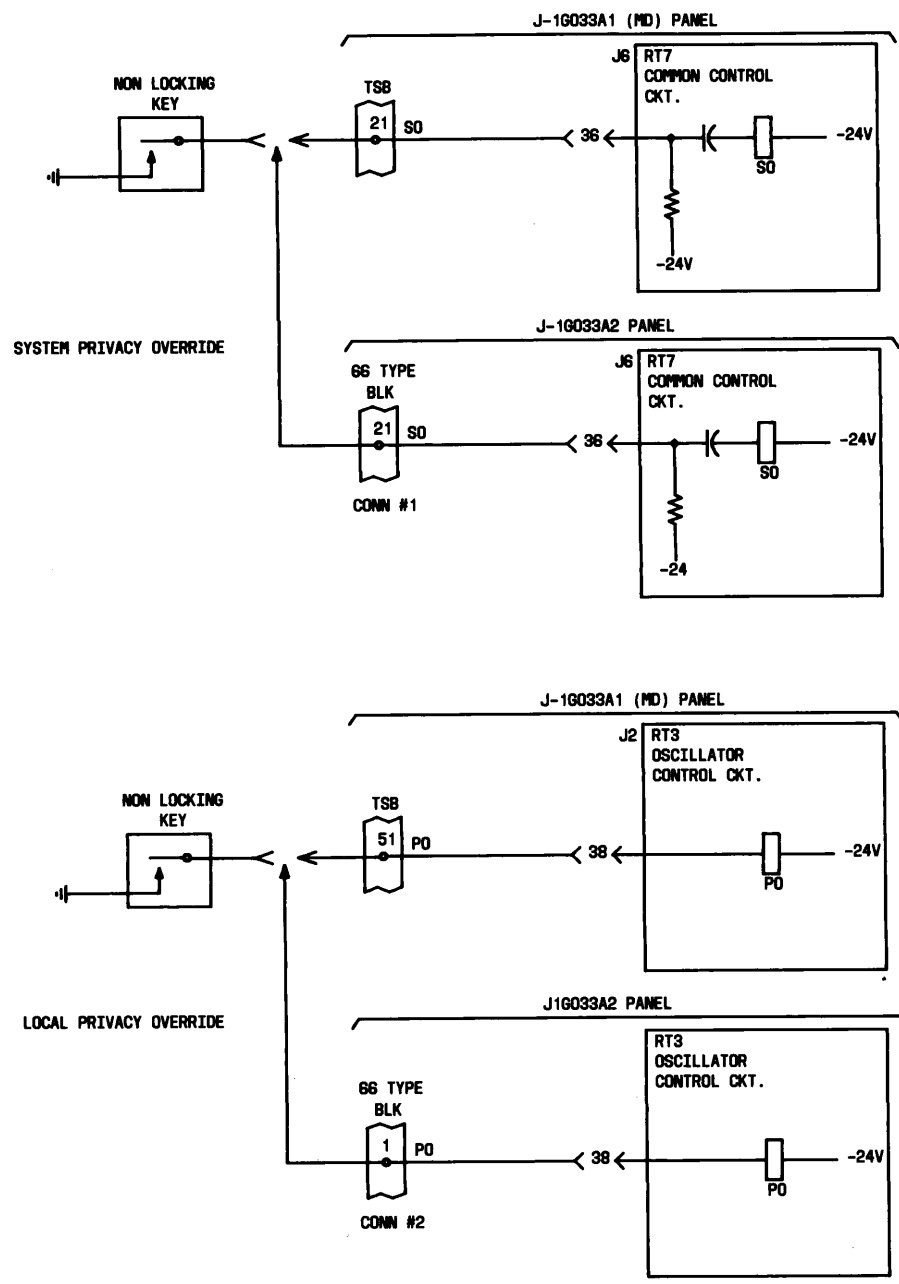 J-1G033A1 (MD) PANEL
J6 RT7
COMMON CONTROL
CKT.
NON LOCKING
KEY
TSB
21 SO
36
-24V
SO
-24V
SYSTEM PRIVACY OVERRIDE
J-1G033A2 PANEL
J6 RT7
COMMON CONTROL
CKT.
66 TYPE
BLK
21 SO
36
-24V
SO
CONN #1
-24
J-1G033A1 (MD) PANEL
J2 RT3
OSCILLATOR
CONTROL CKT.
NON LOCKING
KEY
TSB
51 PO
38
-24V
PO
LOCAL PRIVACY OVERRIDE
J1G033A2 PANEL
RT3
OSCILLATOR
CONTROL CKT.
66 TYPE
BLK
1 PO
38
-24V
PO
CONN #2